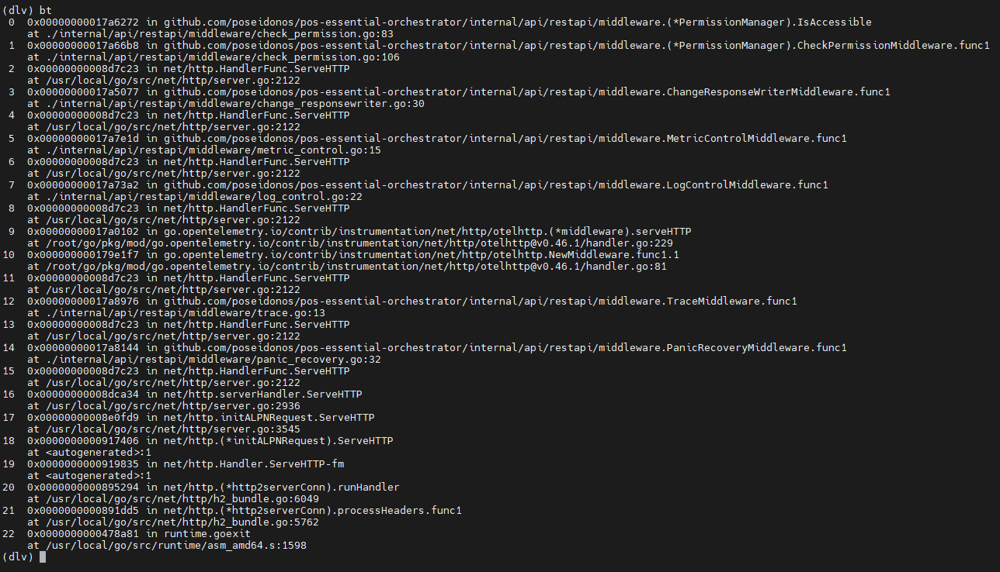 (dlv) bt
 0  0x00000000017a6272 in github.com/poseidonos/pos-essential-orchestrator/internal/api/restapi/middleware.(*PermissionManager).IsAccessible
    at ./internal/api/restapi/middleware/check_permission.go:83
 1  0x00000000017a66b8 in github.com/poseidonos/pos-essential-orchestrator/internal/api/restapi/middleware.(*PermissionManager).CheckPermissionMiddleware.func1
    at ./internal/api/restapi/middleware/check_permission.go:106
 2  0x00000000008d7c23 in net/http.HandlerFunc.ServeHTTP
    at /usr/local/go/src/net/http/server.go:2122
 3  0x00000000017a5077 in github.com/poseidonos/pos-essential-orchestrator/internal/api/restapi/middleware.ChangeResponseWriterMiddleware.func1
    at ./internal/api/restapi/middleware/change_responsewriter.go:30
 4  0x00000000008d7c23 in net/http.HandlerFunc.ServeHTTP
    at /usr/local/go/src/net/http/server.go:2122
 5  0x00000000017a7e1d in github.com/poseidonos/pos-essential-orchestrator/internal/api/restapi/middleware.MetricControlMiddleware.func1
    at ./internal/api/restapi/middleware/metric_control.go:15
 6  0x00000000008d7c23 in net/http.HandlerFunc.ServeHTTP
    at /usr/local/go/src/net/http/server.go:2122
 7  0x00000000017a73a2 in github.com/poseidonos/pos-essential-orchestrator/internal/api/restapi/middleware.LogControlMiddleware.func1
    at ./internal/api/restapi/middleware/log_control.go:22
 8  0x00000000008d7c23 in net/http.HandlerFunc.ServeHTTP
    at /usr/local/go/src/net/http/server.go:2122
 9  0x00000000017a0102 in go.opentelemetry.io/contrib/instrumentation/net/http/otelhttp.(*middleware).serveHTTP
    at /root/go/pkg/mod/go.opentelemetry.io/contrib/instrumentation/net/http/otelhttp@v0.46.1/handler.go:229
10  0x000000000179e1f7 in go.opentelemetry.io/contrib/instrumentation/net/http/otelhttp.NewMiddleware.func1.1
    at /root/go/pkg/mod/go.opentelemetry.io/contrib/instrumentation/net/http/otelhttp@v0.46.1/handler.go:81
11  0x00000000008d7c23 in net/http.HandlerFunc.ServeHTTP
    at /usr/local/go/src/net/http/server.go:2122
12  0x00000000017a8976 in github.com/poseidonos/pos-essential-orchestrator/internal/api/restapi/middleware.TraceMiddleware.func1
    at ./internal/api/restapi/middleware/trace.go:13
13  0x00000000008d7c23 in net/http.HandlerFunc.ServeHTTP
    at /usr/local/go/src/net/http/server.go:2122
14  0x00000000017a8144 in github.com/poseidonos/pos-essential-orchestrator/internal/api/restapi/middleware.PanicRecoveryMiddleware.func1
    at ./internal/api/restapi/middleware/panic_recovery.go:32
15  0x00000000008d7c23 in net/http.HandlerFunc.ServeHTTP
    at /usr/local/go/src/net/http/server.go:2122
16  0x00000000008dca34 in net/http.serverHandler.ServeHTTP
    at /usr/local/go/src/net/http/server.go:2936
17  0x00000000008e0fd9 in net/http.initALPNRequest.ServeHTTP
    at /usr/local/go/src/net/http/server.go:3545
18  0x0000000000917406 in net/http.(*initALPNRequest).ServeHTTP
    at <autogenerated>:1
19  0x0000000000919835 in net/http.Handler.ServeHTTP-fm
    at <autogenerated>:1
20  0x0000000000895294 in net/http.(*http2serverConn).runHandler
    at /usr/local/go/src/net/http/h2_bundle.go:6049
21  0x0000000000891dd5 in net/http.(*http2serverConn).processHeaders.func1
    at /usr/local/go/src/net/http/h2_bundle.go:5762
22  0x0000000000478a81 in runtime.goexit
    at /usr/local/go/src/runtime/asm_amd64.s:1598
(dlv)